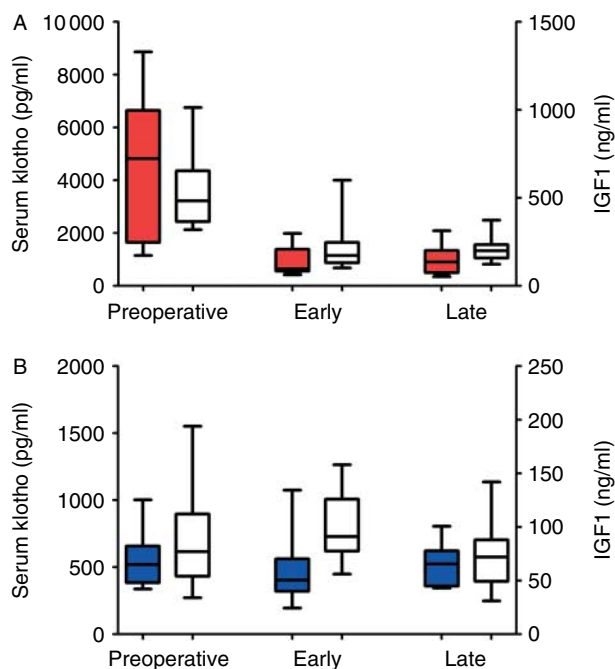 A
Serum klotho (pg/ml)
10 000
8000
6000
4000
2000
0
1500
1000
500
0
IGF1 (ng/ml)
Preoperative Early Late
B
Serum klotho (pg/ml)
2000
1500
1000
500
0
250
200
150
100
50
0
IGF1 (ng/ml)
Preoperative Early Late